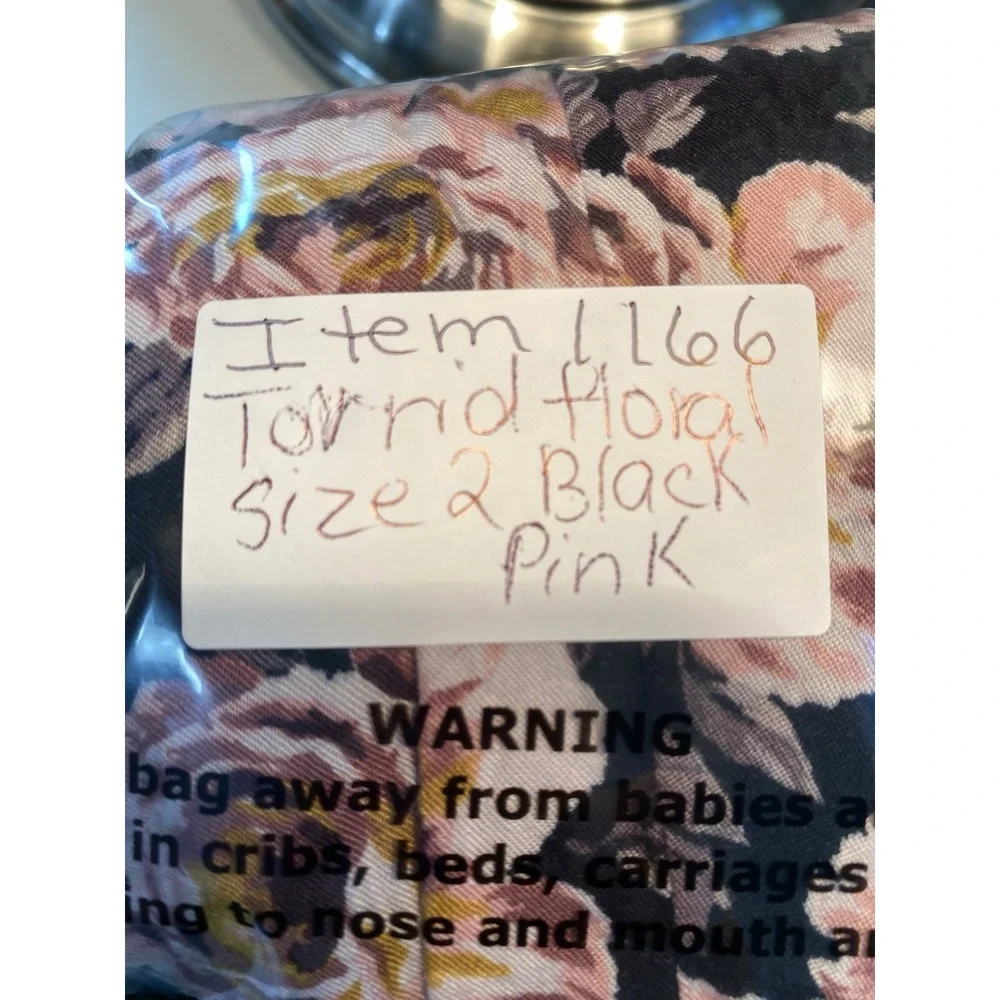 Item 1166
Torrid floral
size 2 Black
Pink
WARNING
bag away from babies a
in cribs, beds, carriages
ing to nose and mouth a